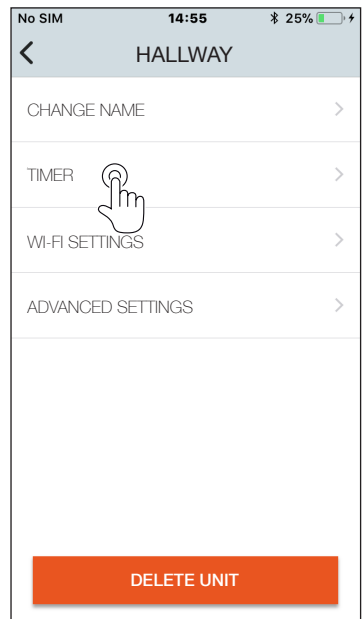 No SIM 14:55 25%
HALLWAY
CHANGE NAME
TIMER
WI-FI SETTINGS
ADVANCED SETTINGS
DELETE UNIT